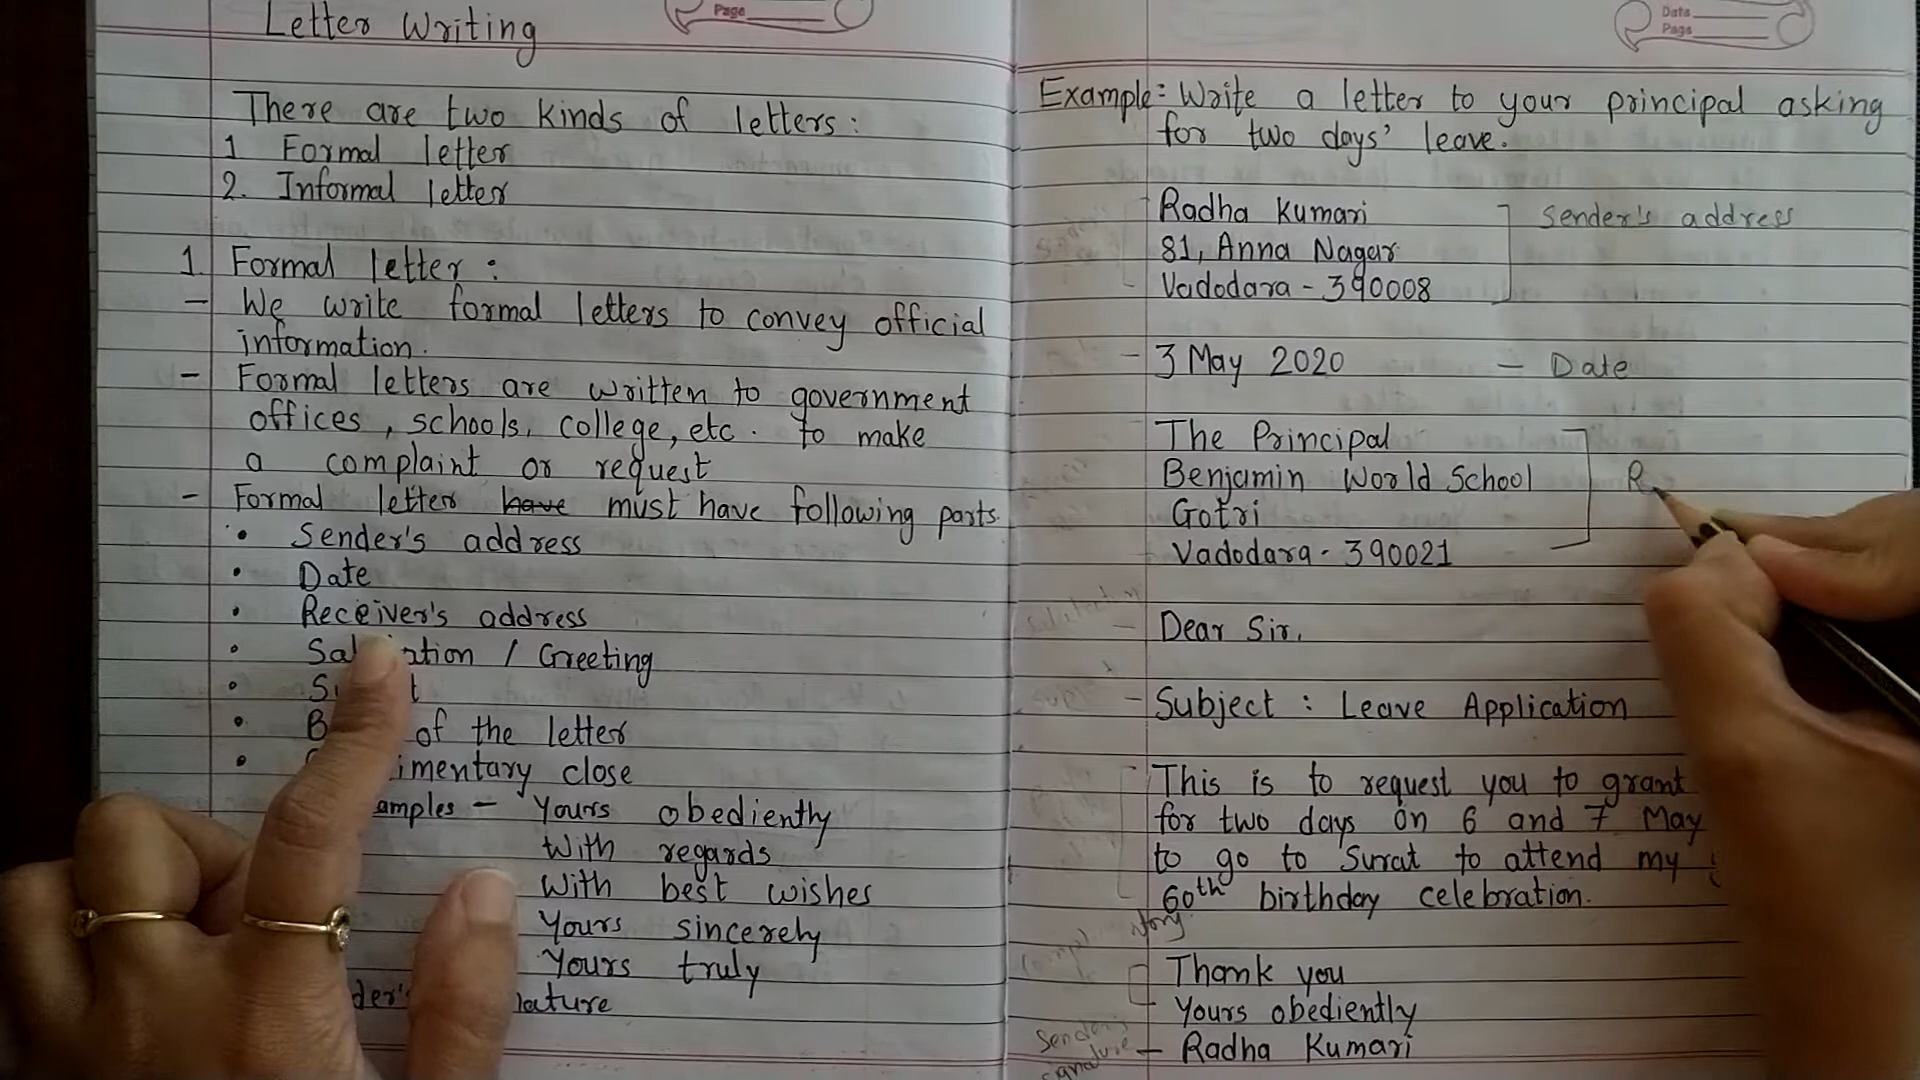 Letter Writing
Page
There are two kinds of letters:
1 Formal letter
2. Informal letter
1. Formal letter :
- We write formal letters to convey official
information.
- Formal letters are written to government
offices, schools, college, etc. to make
a complaint or request
- Formal letter have must have following parts.
• Sender's address
• Date
• Receiver's address
• / Greeting
•
• of the letter
• close
- Yours obediently
With regards
With best wishes
Yours sincerely
Yours truly
Date
Page
Example:- Write a letter to your principal asking
for two days' leave.
Radha Kumari
Sender's address
81, Anna Nagar
Vadodara - 390008
- 3 May 2020 - Date
The Principal
Benjamin World School
R
Gotri
Vadodara - 390021
- Dear Sir,
- Subject : Leave Application
This is to request you to grant
for two days on 6 and 7 May
to go to Surat to attend my
60th birthday celebration.
Thank you
Yours obediently
Sender's
signature - Radha Kumari